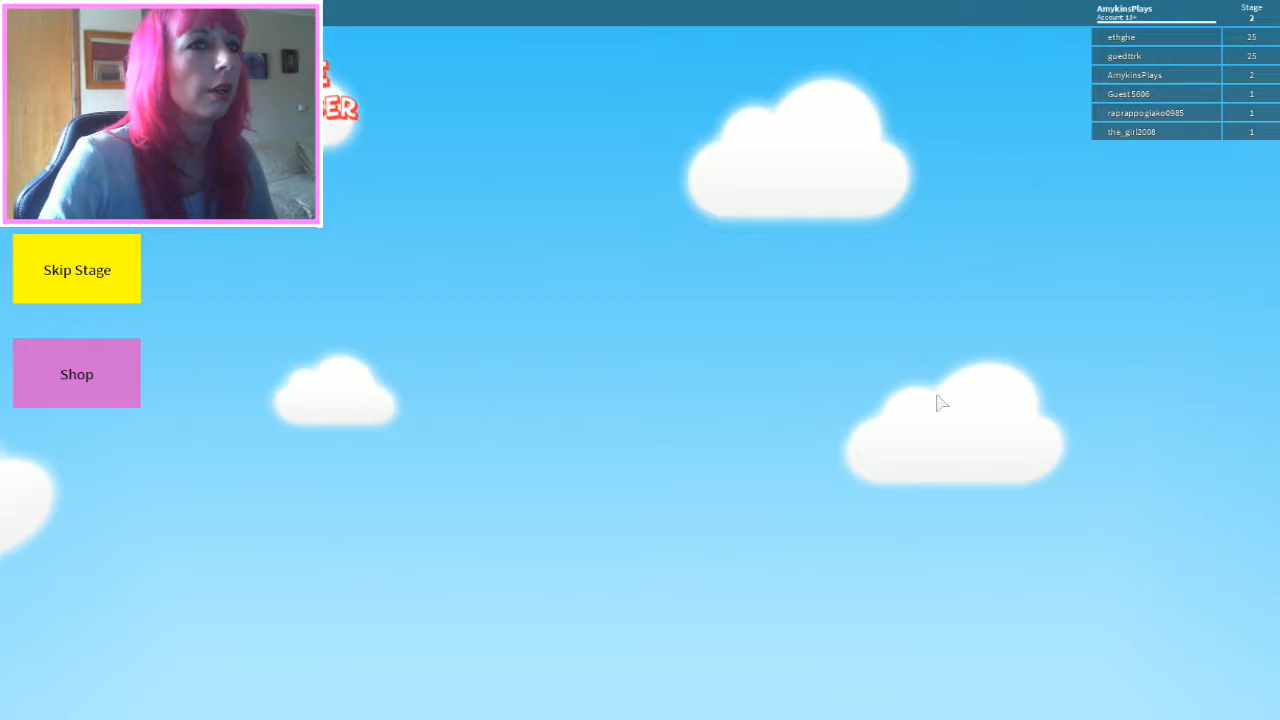 AmykinsPlays
Account: 13+
Stage
2
ethghe 25
guedttrk 25
AmykinsPlays 2
Guest 5606 1
raprappogiako0985 1
the_girl2008 1
Skip Stage
Shop